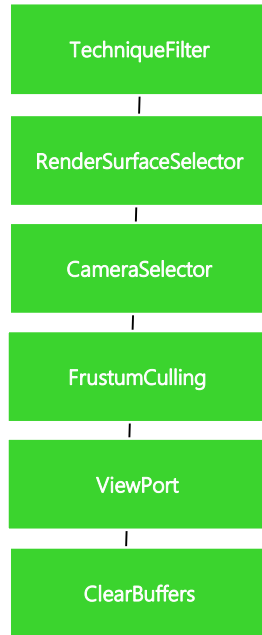 TechniqueFilter
RenderSurfaceSelector
CameraSelector
FrustumCulling
ViewPort
ClearBuffers